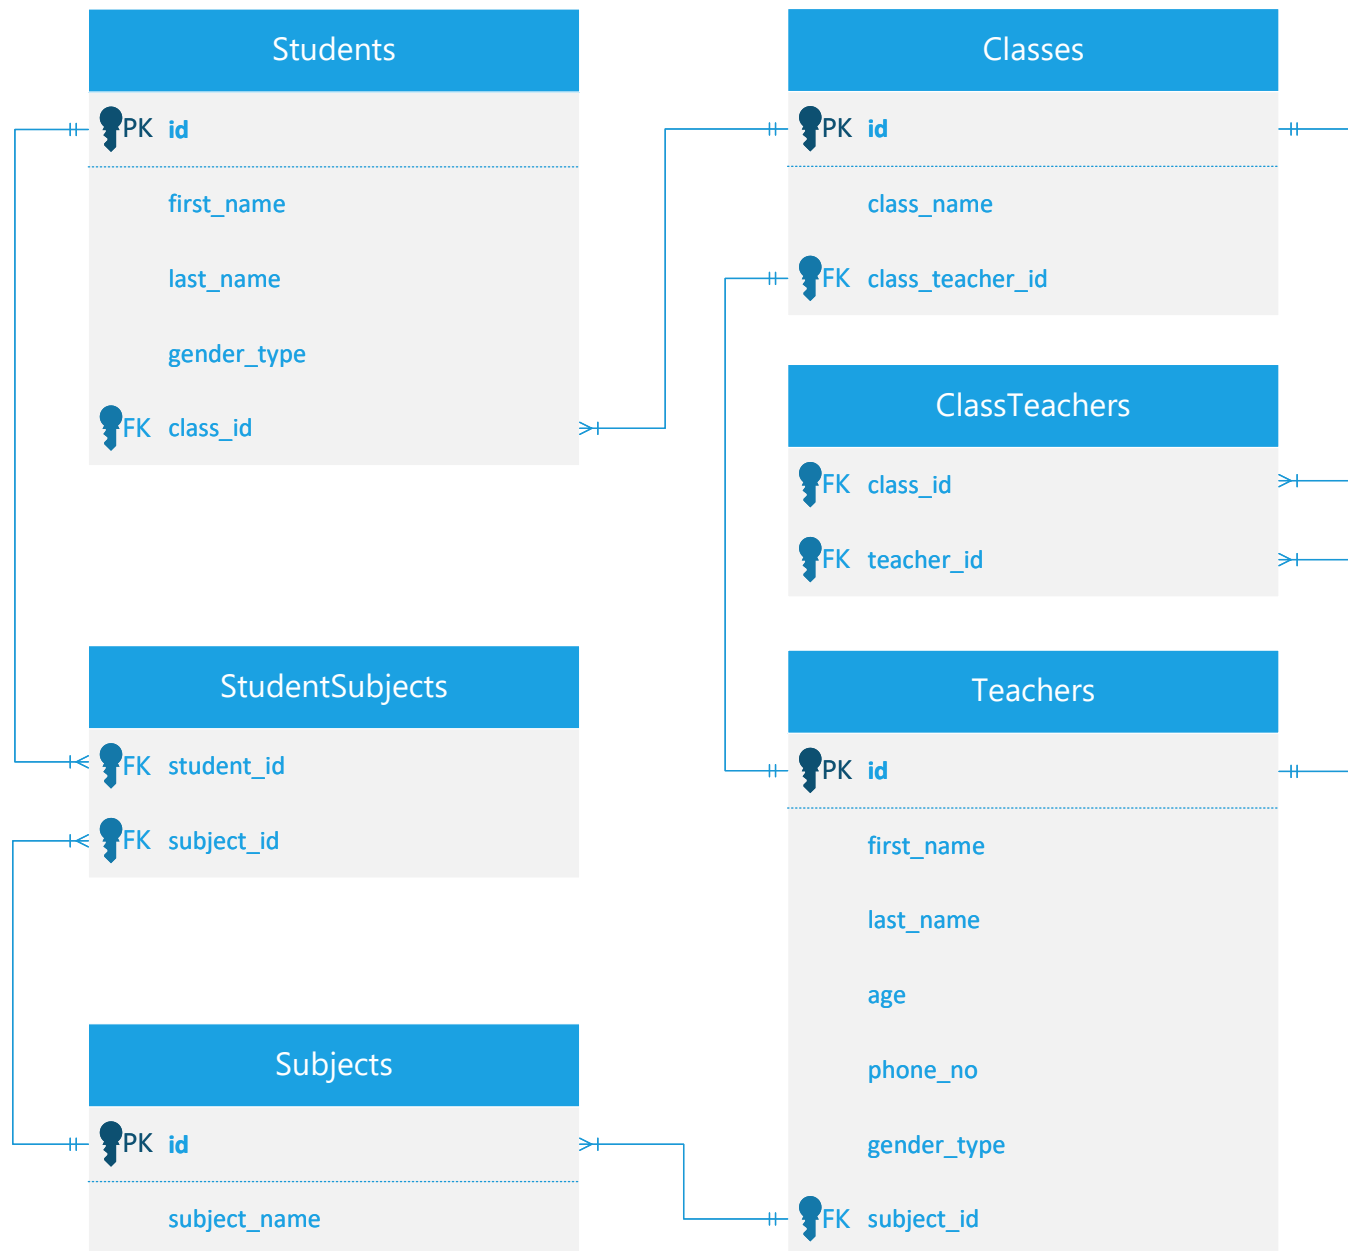 Students
PK id
first_name
last_name
gender_type
FK class_id
Classes
PK id
class_name
FK class_teacher_id
ClassTeachers
FK class_id
FK teacher_id
StudentSubjects
FK student_id
FK subject_id
Teachers
PK id
first_name
last_name
age
phone_no
gender_type
FK subject_id
Subjects
PK id
subject_name